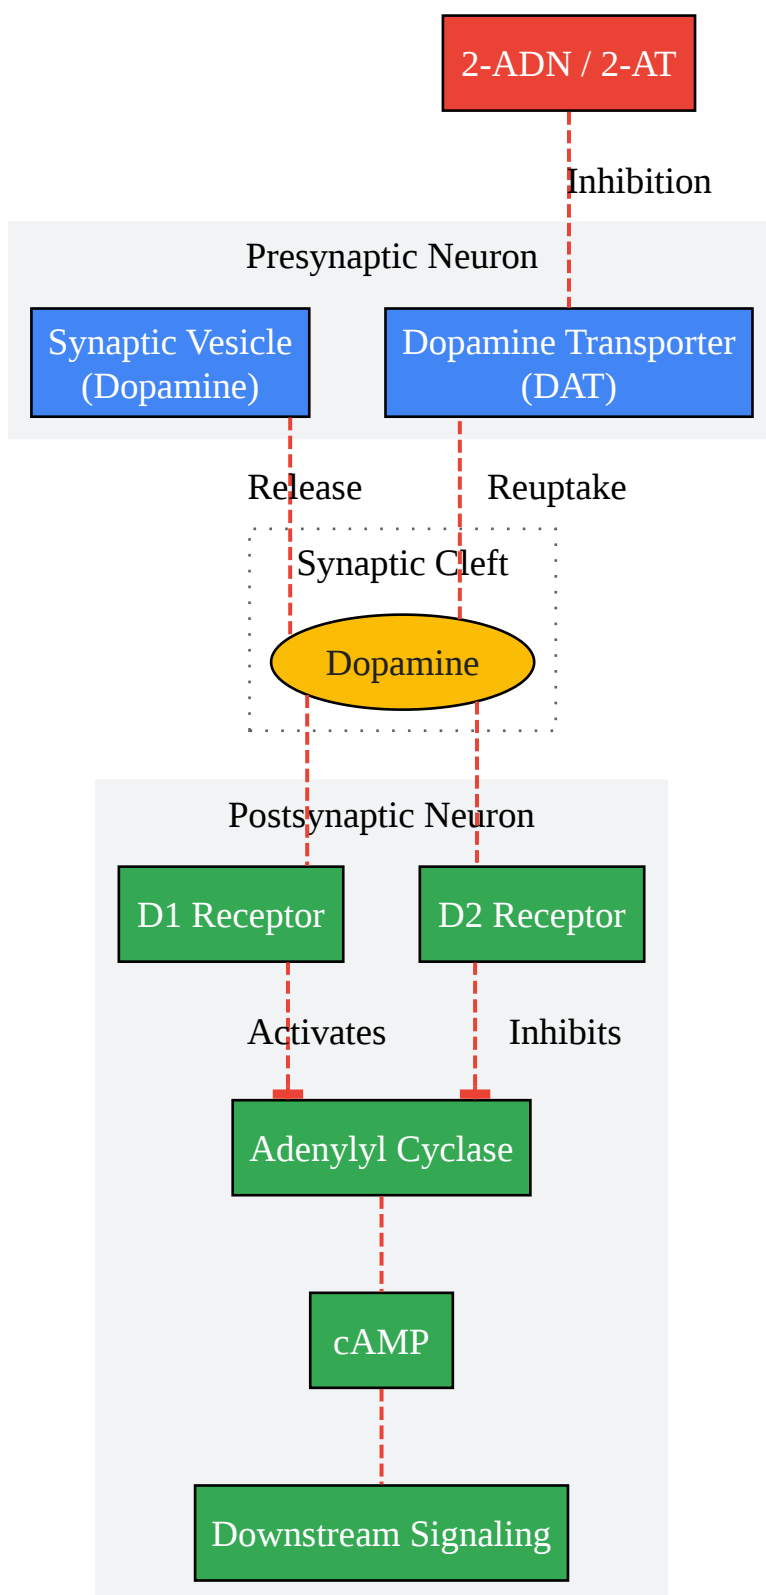 2-ADN / 2-AT
Inhibition
Presynaptic Neuron
Synaptic Vesicle
(Dopamine)
Dopamine Transporter
(DAT)
Release
Reuptake
Synaptic Cleft
Dopamine
Postsynaptic Neuron
D1 Receptor
D2 Receptor
Activates
Inhibits
Adenylyl Cyclase
cAMP
Downstream Signaling